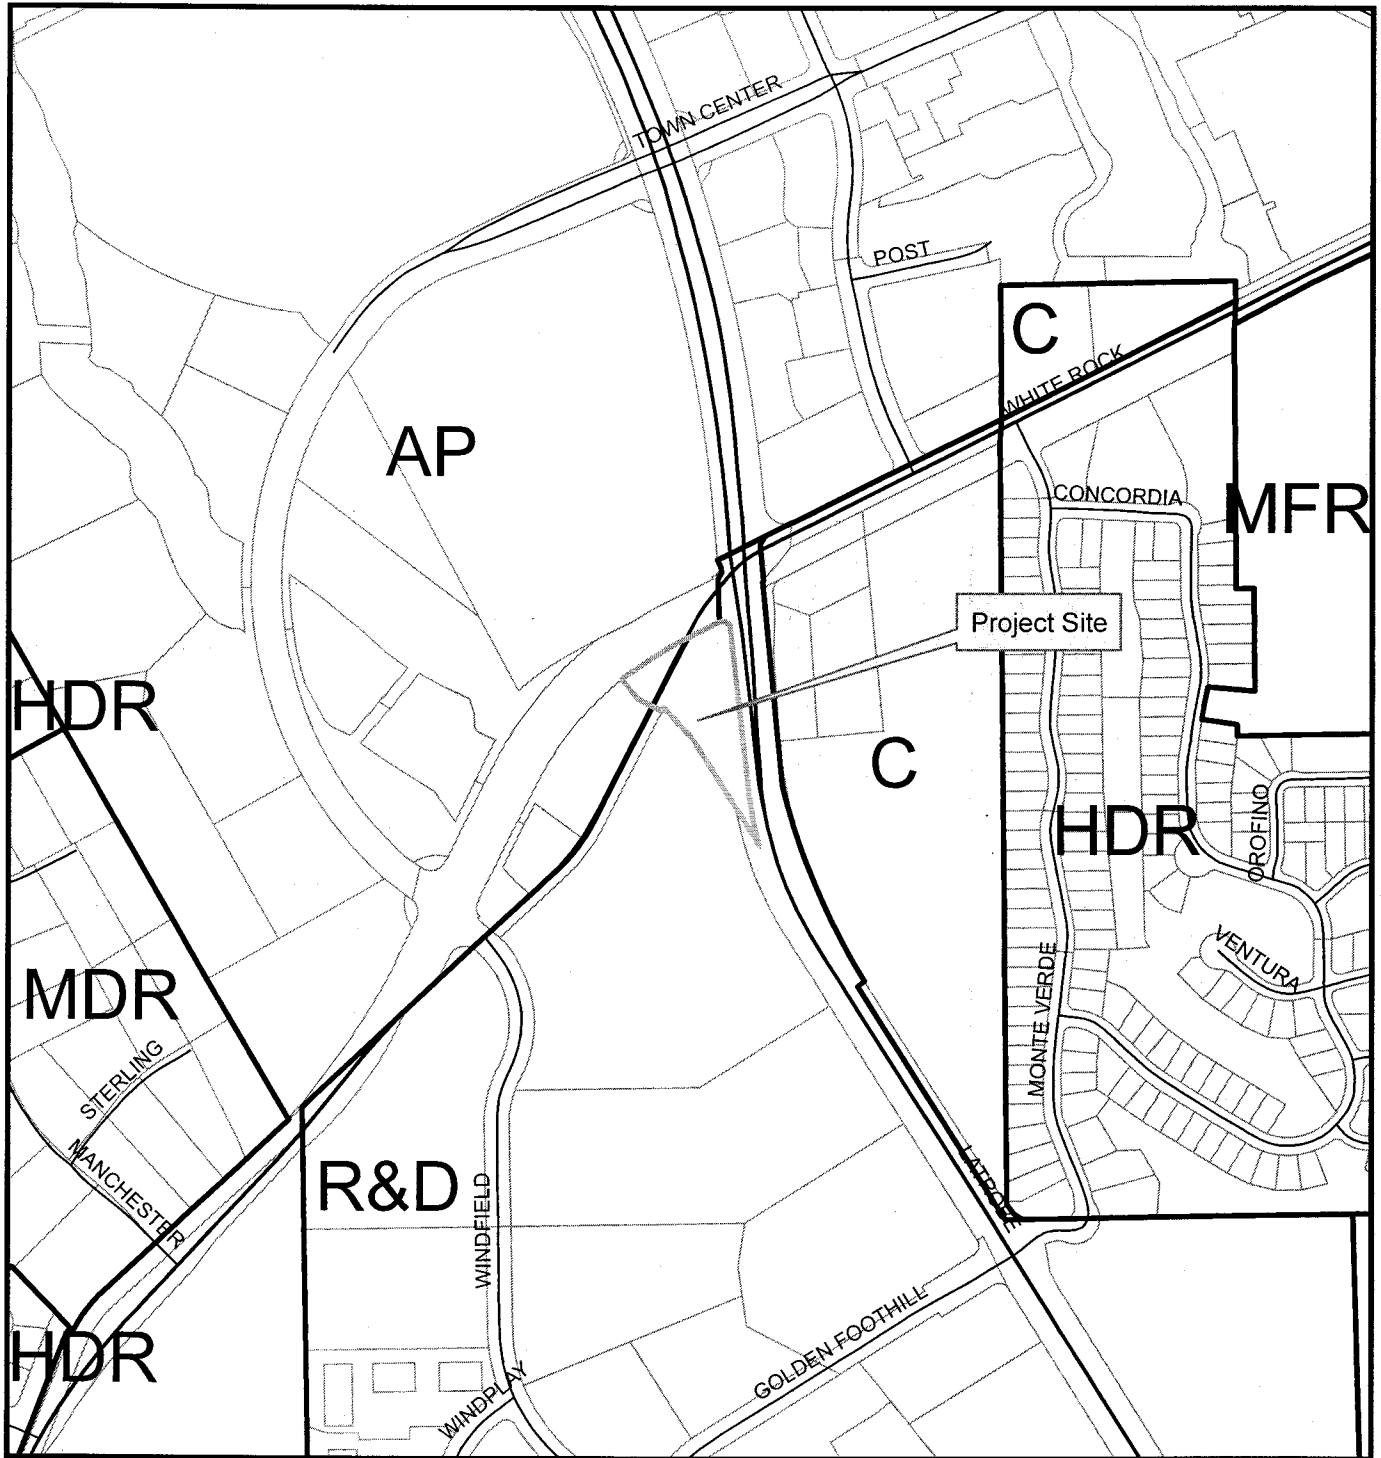 TOWN CENTER
POST
C
WHITE ROCK
AP
CONCORDIA
MFR
Project Site
HDR
C
OROFINO
HDR
VENTURA
MONTE VERDE
MDR
STERLING
MANCHESTER
R&D
WINDFIELD
LATROBE
GOLDEN FOOTHILL
HDR
WINDPLAY